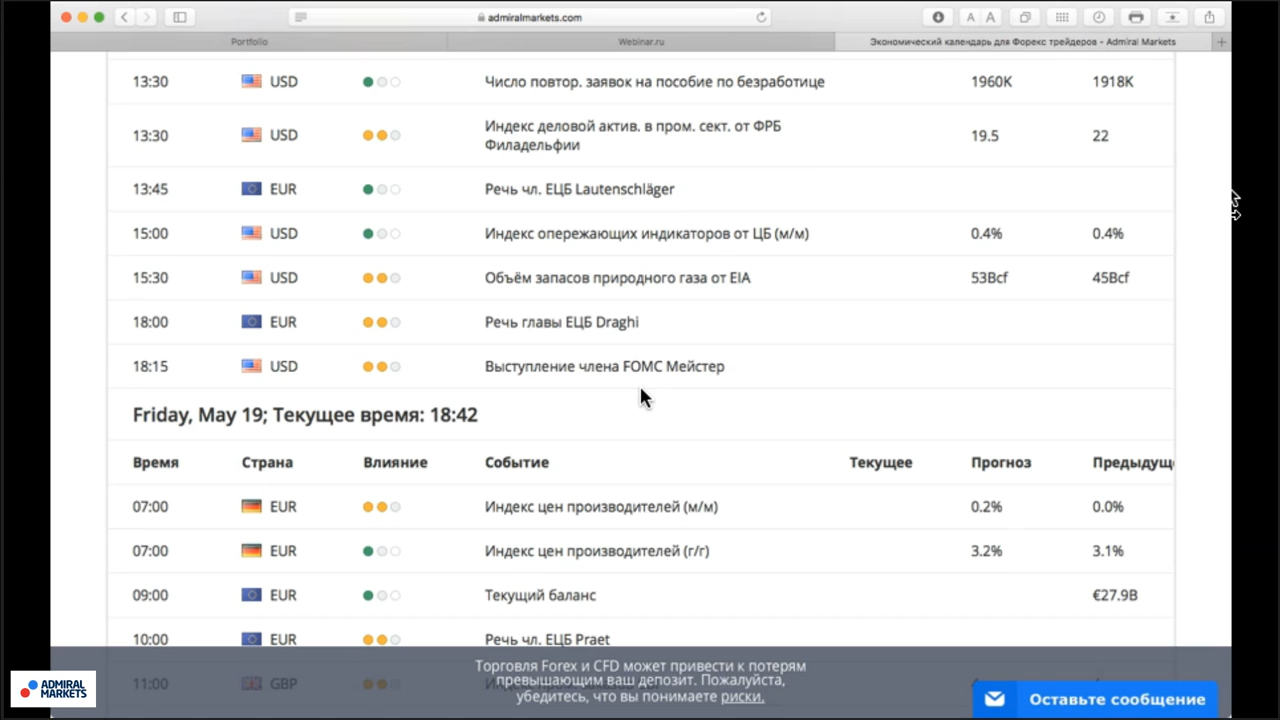 admiralmarkets.com
Portfolio
Webinar.ru
Экономический календарь для Форекс трейдеров - Admiral Markets
13:30 USD Число повтор. заявок на пособие по безработице 1960K 1918K
13:30 USD Индекс деловой актив. в пром. сект. от ФРБ 19.5 22
Филадельфии
13:45 EUR Речь чл. ЕЦБ Lautenschläger
15:00 USD Индекс опережающих индикаторов от ЦБ (м/м) 0.4% 0.4%
15:30 USD Объём запасов природного газа от EIA 53Bcf 45Bcf
18:00 EUR Речь главы ЕЦБ Draghi
18:15 USD Выступление члена FOMC Мейстер
Friday, May 19; Текущее время: 18:42
Время Страна Влияние Событие Текущее Прогноз Предыдущ
07:00 EUR Индекс цен производителей (м/м) 0.2% 0.0%
07:00 EUR Индекс цен производителей (г/г) 3.2% 3.1%
09:00 EUR Текущий баланс €27.9B
10:00 EUR Речь чл. ЕЦБ Praet
11:00 GBP
Торговля Forex и CFD может привести к потерям
превышающим ваш депозит. Пожалуйста,
убедитесь, что вы понимаете риски.
Оставьте сообщение
ADMIRAL
MARKETS